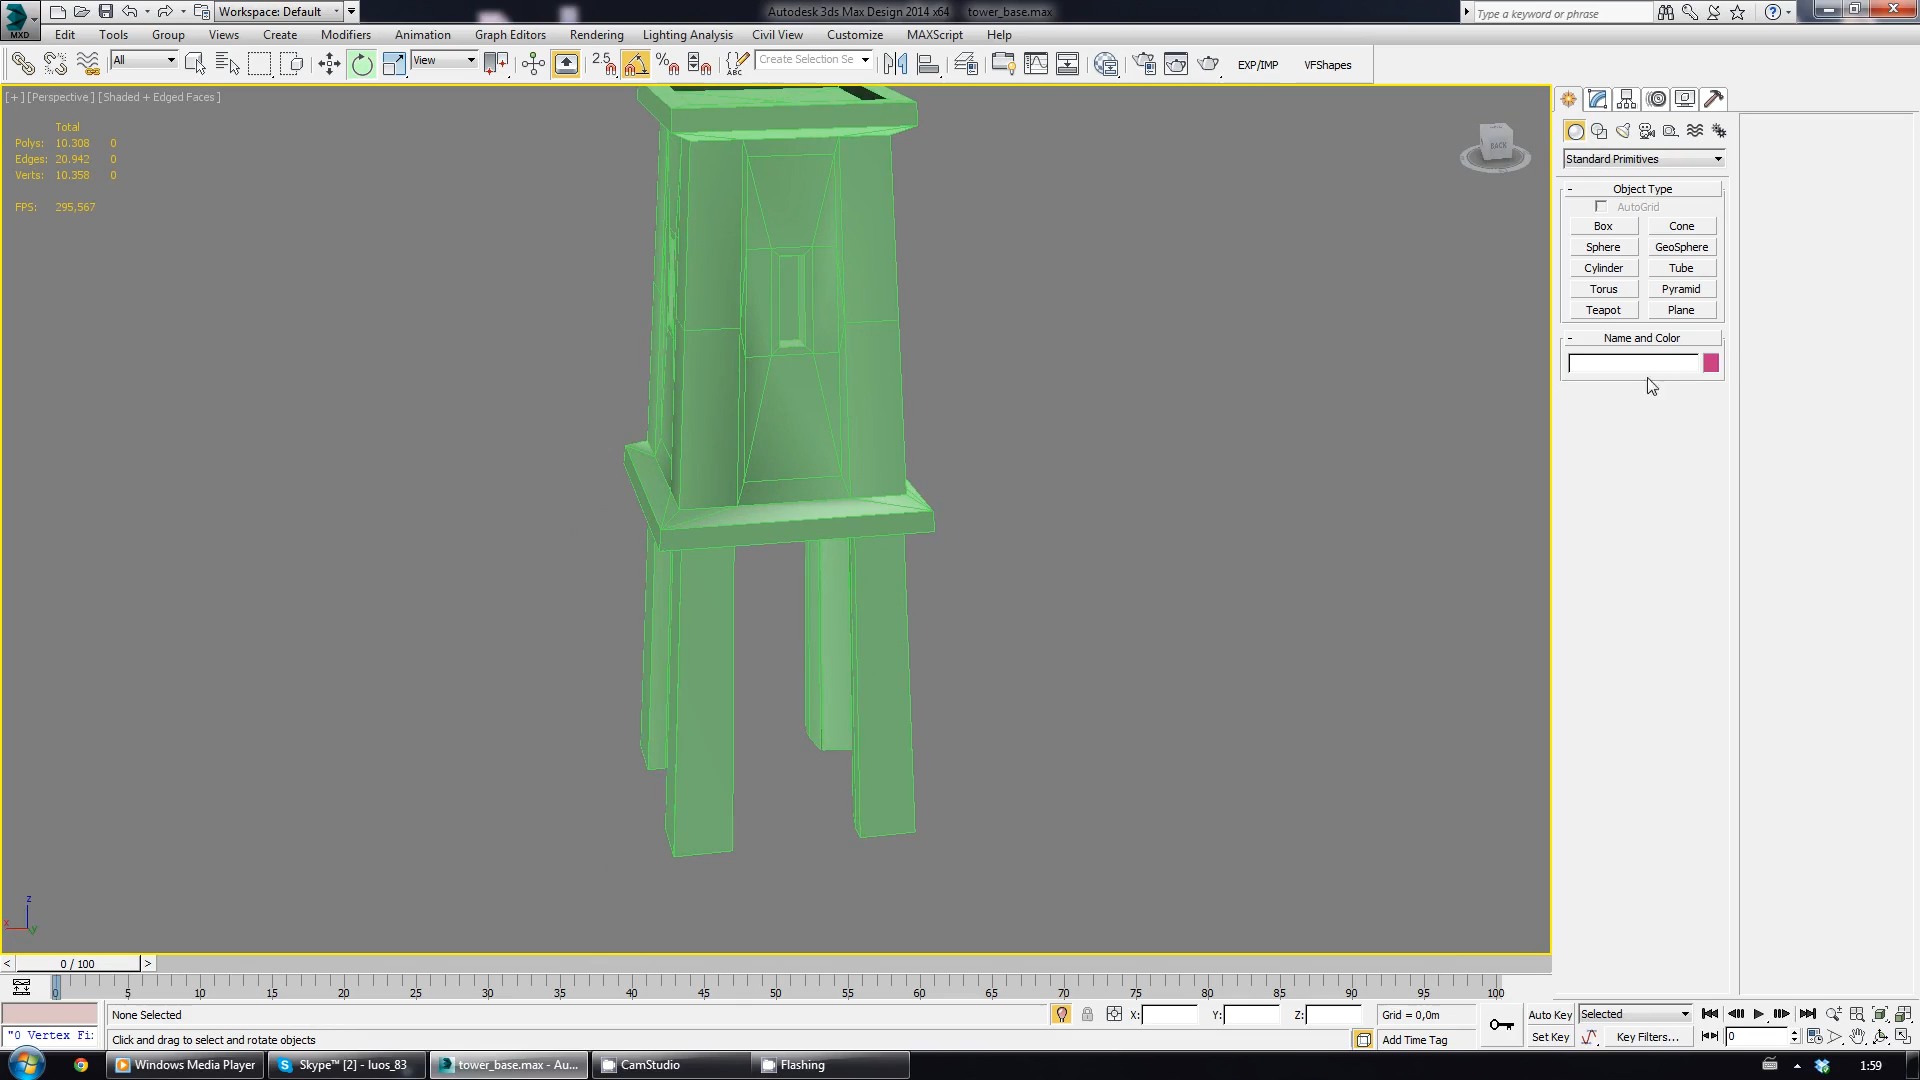 MXD
Workspace: Default
Autodesk 3ds Max Design 2014 x64 tower_base.max
Type a keyword or phrase
Edit Tools Group Views Create Modifiers Animation Graph Editors Rendering Lighting Analysis Civil View Customize MAXScript Help
All View 2.5 ABC Create Selection Se EXP/IMP VFShapes
[+] [Perspective] [Shaded + Edged Faces]
Total
Polys: 10.308 0
Edges: 20.942 0
Verts: 10.358 0
FPS: 295,567
BACK
Standard Primitives
- Object Type
AutoGrid
Box Cone
Sphere GeoSphere
Cylinder Tube
Torus Pyramid
Teapot Plane
- Name and Color
z
x y
< 0 / 100 >
0 5 10 15 20 25 30 35 40 45 50 55 60 65 70 75 80 85 90 95 100
None Selected X: Y: Z: Grid = 0,0m Auto Key Selected
"0 Vertex Fi: Click and drag to select and rotate objects Add Time Tag Set Key Key Filters... 0
Windows Media Player Skype™ [2] - luos_83 tower_base.max - Au... CamStudio Flashing 1:59